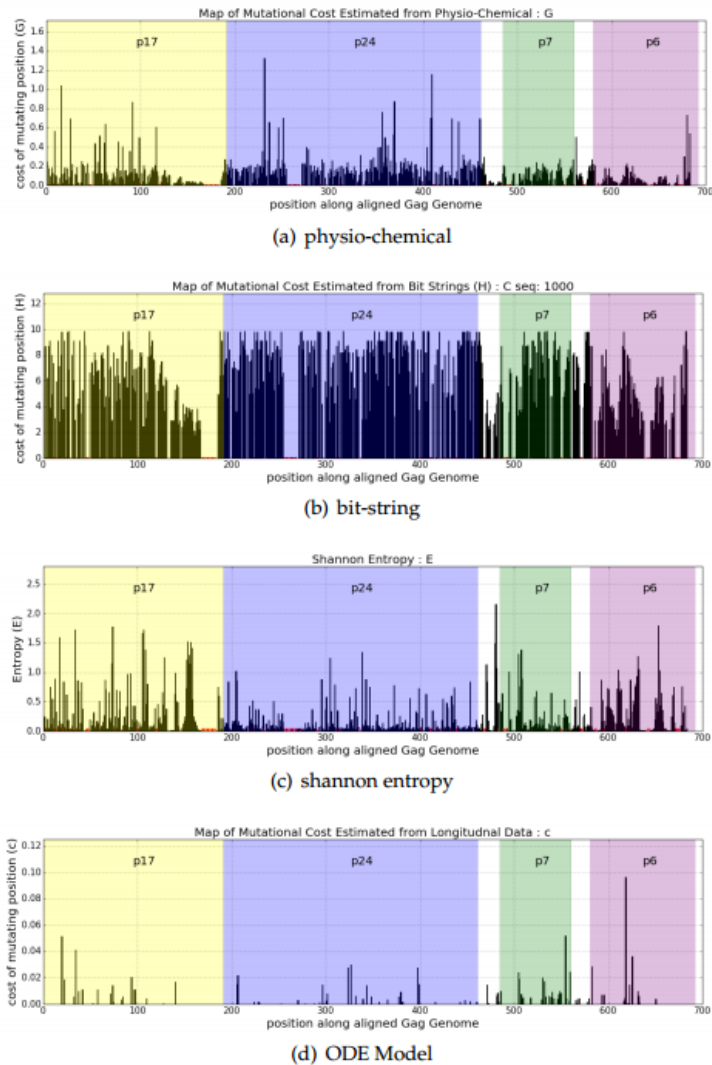 Map of Mutational Cost Estimated from Physio-Chemical : G
cost of mutating position (G)
1.6
1.4
1.2
1.0
0.8
0.6
0.4
0.2
0.0
p17
p24
p7
p6
100
200
300
400
500
600
700
position along aligned Gag Genome
(a) physio-chemical
Map of Mutational Cost Estimated from Bit Strings (H) : C seq: 1000
cost of mutating position (H)
12
10
8
6
4
2
0
p17
p24
p7
p6
0
100
200
300
400
500
600
700
position along aligned Gag Genome
(b) bit-string
Shannon Entropy : E
Entropy (E)
2.5
2.0
1.5
1.0
0.5
0.0
p17
p24
p7
p6
0
100
200
300
400
500
600
700
position along aligned Gag Genome
(c) shannon entropy
Map of Mutational Cost Estimated from Longitudnal Data : c
cost of mutating position (c)
0.12
0.10
0.08
0.06
0.04
0.02
0.00
p17
p24
p7
p6
0
100
200
300
400
500
600
700
position along aligned Gag Genome
(d) ODE Model